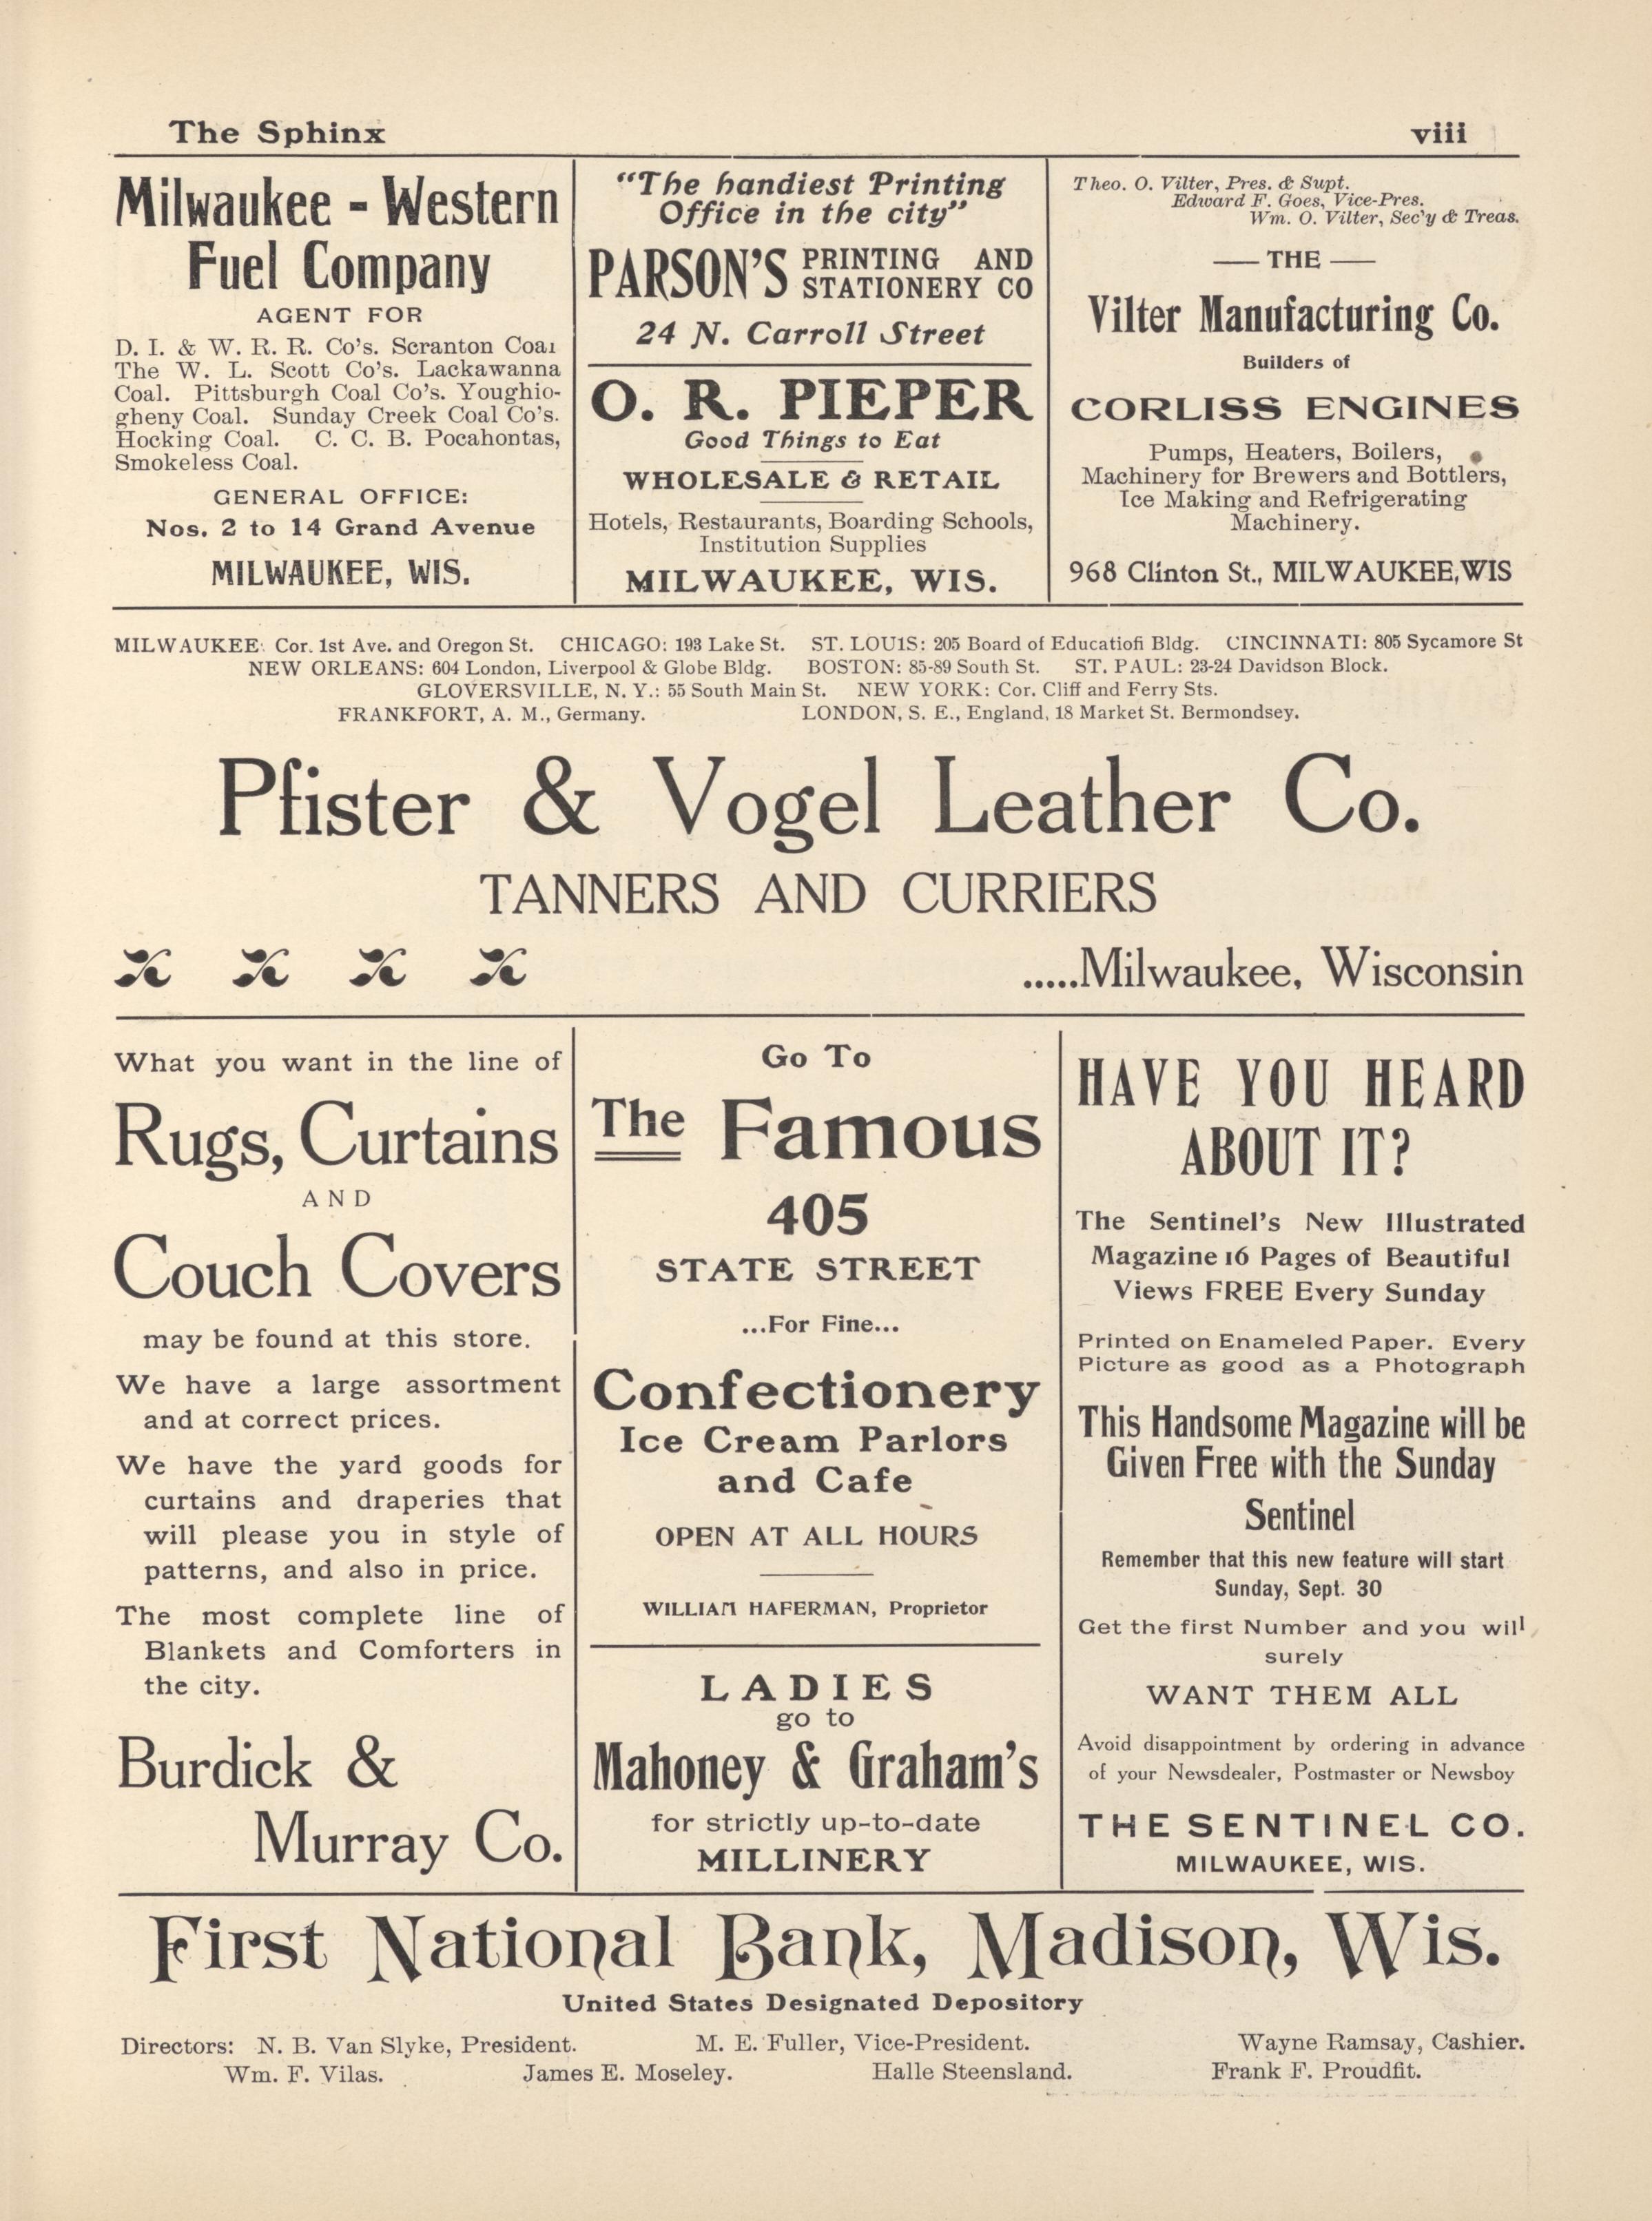 The Sphinx
viii
Milwaukee - Western
Fuel Company
AGENT FOR
D. I. & W. R. R. Co's. Scranton Coal
The W. L. Scott Co's. Lackawanna
Coal. Pittsburgh Coal Co's. Youghio-
gheny Coal. Sunday Creek Coal Co's.
Hocking Coal. C. C. B. Pocahontas,
Smokeless Coal.
GENERAL OFFICE:
Nos. 2 to 14 Grand Avenue
MILWAUKEE, WIS.
"The handiest Printing
Office in the city"
PARSON'S PRINTING AND
STATIONERY CO
24 N. Carroll Street
O. R. PIEPER
Good Things to Eat
WHOLESALE & RETAIL
Hotels, Restaurants, Boarding Schools,
Institution Supplies
MILWAUKEE, WIS.
Theo. O. Vilter, Pres. & Supt.
Edward F. Goes, Vice-Pres.
Wm. O. Vilter, Sec'y & Treas.
— THE —
Vilter Manufacturing Co.
Builders of
CORLISS ENGINES
Pumps, Heaters, Boilers,
Machinery for Brewers and Bottlers,
Ice Making and Refrigerating
Machinery.
968 Clinton St., MILWAUKEE, WIS
MILWAUKEE: Cor. 1st Ave. and Oregon St. CHICAGO: 193 Lake St. ST. LOUIS: 205 Board of Education Bldg. CINCINNATI: 805 Sycamore St
NEW ORLEANS: 604 London, Liverpool & Globe Bldg. BOSTON: 85-89 South St. ST. PAUL: 23-24 Davidson Block.
GLOVERSVILLE, N. Y.: 55 South Main St. NEW YORK: Cor. Cliff and Ferry Sts.
FRANKFORT, A. M., Germany. LONDON, S. E., England, 18 Market St. Bermondsey.
Pfister & Vogel Leather Co.
TANNERS AND CURRIERS
.....Milwaukee, Wisconsin
What you want in the line of
Rugs, Curtains
AND
Couch Covers
may be found at this store.
We have a large assortment
and at correct prices.
We have the yard goods for
curtains and draperies that
will please you in style of
patterns, and also in price.
The most complete line of
Blankets and Comforters in
the city.
Burdick &
Murray Co.
Go To
The Famous
405
STATE STREET
...For Fine...
Confectionery
Ice Cream Parlors
and Cafe
OPEN AT ALL HOURS
WILLIAM HAFERMAN, Proprietor
LADIES
go to
Mahoney & Graham's
for strictly up-to-date
MILLINERY
HAVE YOU HEARD
ABOUT IT?
The Sentinel's New Illustrated
Magazine 16 Pages of Beautiful
Views FREE Every Sunday
Printed on Enameled Paper. Every
Picture as good as a Photograph
This Handsome Magazine will be
Given Free with the Sunday
Sentinel
Remember that this new feature will start
Sunday, Sept. 30
Get the first Number and you will
surely
WANT THEM ALL
Avoid disappointment by ordering in advance
of your Newsdealer, Postmaster or Newsboy
THE SENTINEL CO.
MILWAUKEE, WIS.
First National Bank, Madison, Wis.
United States Designated Depository
Directors: N. B. Van Slyke, President. M. E. Fuller, Vice-President. Wayne Ramsay, Cashier.
Wm. F. Vilas. James E. Moseley. Halle Steensland. Frank F. Proudfit.